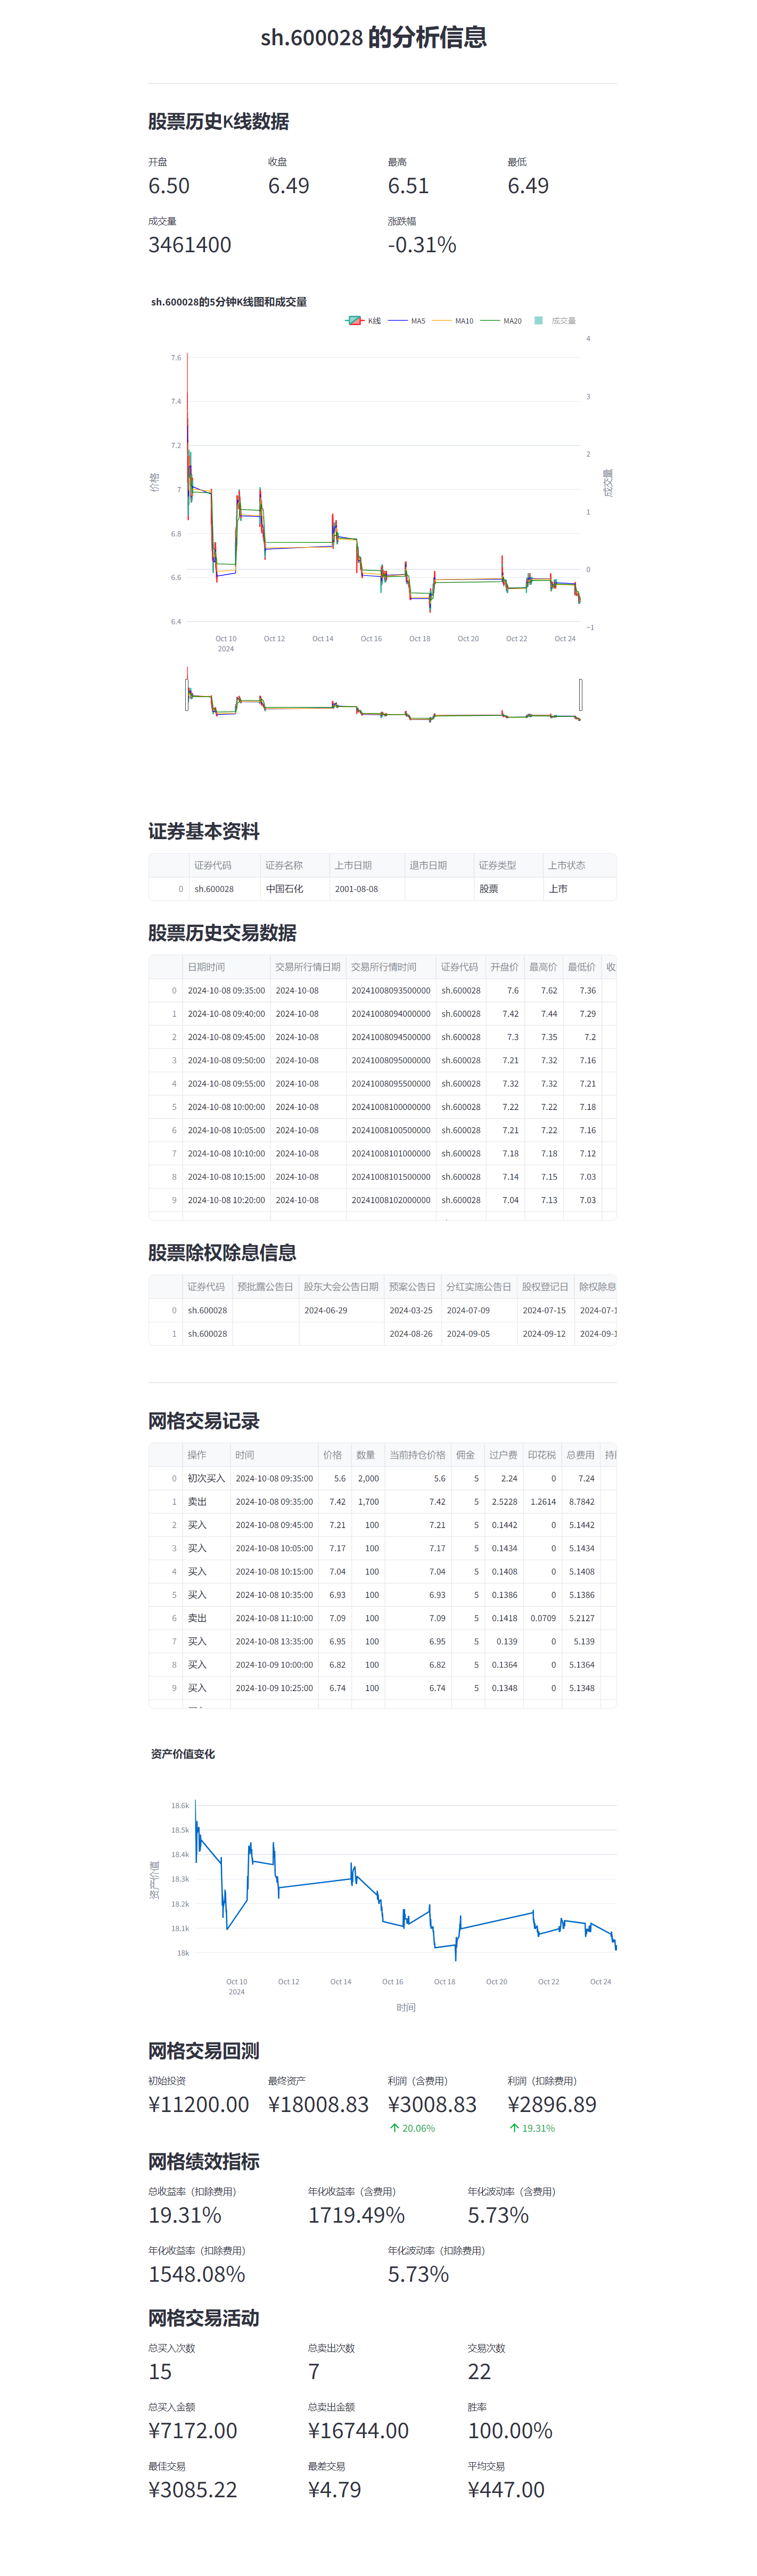 sh.600028 的分析信息
股票历史K线数据
开盘 收盘 最高 最低
6.50 6.49 6.51 6.49
成交量 涨跌幅
3461400 -0.31%
sh.600028的5分钟K线图和成交量
K线 MA5 MA10 MA20 成交量
4
7.6
3
7.4
7.2
2
价格
成交量
7
1
6.8
0
6.6
6.4
−1
Oct 10 Oct 12 Oct 14 Oct 16 Oct 18 Oct 20 Oct 22 Oct 24
2024
证券基本资料
证券代码 证券名称 上市日期 退市日期 证券类型 上市状态
0 sh.600028 中国石化 2001-08-08 股票 上市
股票历史交易数据
日期时间 交易所行情日期 交易所行情时间 证券代码 开盘价 最高价 最低价 收
0 2024-10-08 09:35:00 2024-10-08 20241008093500000 sh.600028 7.6 7.62 7.36
1 2024-10-08 09:40:00 2024-10-08 20241008094000000 sh.600028 7.42 7.44 7.29
2 2024-10-08 09:45:00 2024-10-08 20241008094500000 sh.600028 7.3 7.35 7.2
3 2024-10-08 09:50:00 2024-10-08 20241008095000000 sh.600028 7.21 7.32 7.16
4 2024-10-08 09:55:00 2024-10-08 20241008095500000 sh.600028 7.32 7.32 7.21
5 2024-10-08 10:00:00 2024-10-08 20241008100000000 sh.600028 7.22 7.22 7.18
6 2024-10-08 10:05:00 2024-10-08 20241008100500000 sh.600028 7.21 7.22 7.16
7 2024-10-08 10:10:00 2024-10-08 20241008101000000 sh.600028 7.18 7.18 7.12
8 2024-10-08 10:15:00 2024-10-08 20241008101500000 sh.600028 7.14 7.15 7.03
9 2024-10-08 10:20:00 2024-10-08 20241008102000000 sh.600028 7.04 7.13 7.03
股票除权除息信息
证券代码 预批露公告日 股东大会公告日期 预案公告日 分红实施公告日 股权登记日 除权除息
0 sh.600028 2024-06-29 2024-03-25 2024-07-09 2024-07-15 2024-07-1
1 sh.600028 2024-08-26 2024-09-05 2024-09-12 2024-09-1
网格交易记录
操作 时间 价格 数量 当前持仓价格 佣金 过户费 印花税 总费用 持
0 初次买入 2024-10-08 09:35:00 5.6 2,000 5.6 5 2.24 0 7.24
1 卖出 2024-10-08 09:35:00 7.42 1,700 7.42 5 2.5228 1.2614 8.7842
2 买入 2024-10-08 09:45:00 7.21 100 7.21 5 0.1442 0 5.1442
3 买入 2024-10-08 10:05:00 7.17 100 7.17 5 0.1434 0 5.1434
4 买入 2024-10-08 10:15:00 7.04 100 7.04 5 0.1408 0 5.1408
5 买入 2024-10-08 10:35:00 6.93 100 6.93 5 0.1386 0 5.1386
6 卖出 2024-10-08 11:10:00 7.09 100 7.09 5 0.1418 0.0709 5.2127
7 买入 2024-10-08 13:35:00 6.95 100 6.95 5 0.139 0 5.139
8 买入 2024-10-09 10:00:00 6.82 100 6.82 5 0.1364 0 5.1364
9 买入 2024-10-09 10:25:00 6.74 100 6.74 5 0.1348 0 5.1348
资产价值变化
18.6k
18.5k
18.4k
18.3k
资产价值
18.2k
18.1k
18k
Oct 10 Oct 12 Oct 14 Oct 16 Oct 18 Oct 20 Oct 22 Oct 24
2024
时间
网格交易回测
初始投资 最终资产 利润（含费用） 利润（扣除费用）
¥11200.00 ¥18008.83 ¥3008.83 ¥2896.89
↑ 20.06% ↑ 19.31%
网格绩效指标
总收益率（扣除费用） 年化收益率（含费用） 年化波动率（含费用）
19.31% 1719.49% 5.73%
年化收益率（扣除费用） 年化波动率（扣除费用）
1548.08% 5.73%
网格交易活动
总买入次数 总卖出次数 交易次数
15 7 22
总买入金额 总卖出金额 胜率
¥7172.00 ¥16744.00 100.00%
最佳交易 最差交易 平均交易
¥3085.22 ¥4.79 ¥447.00